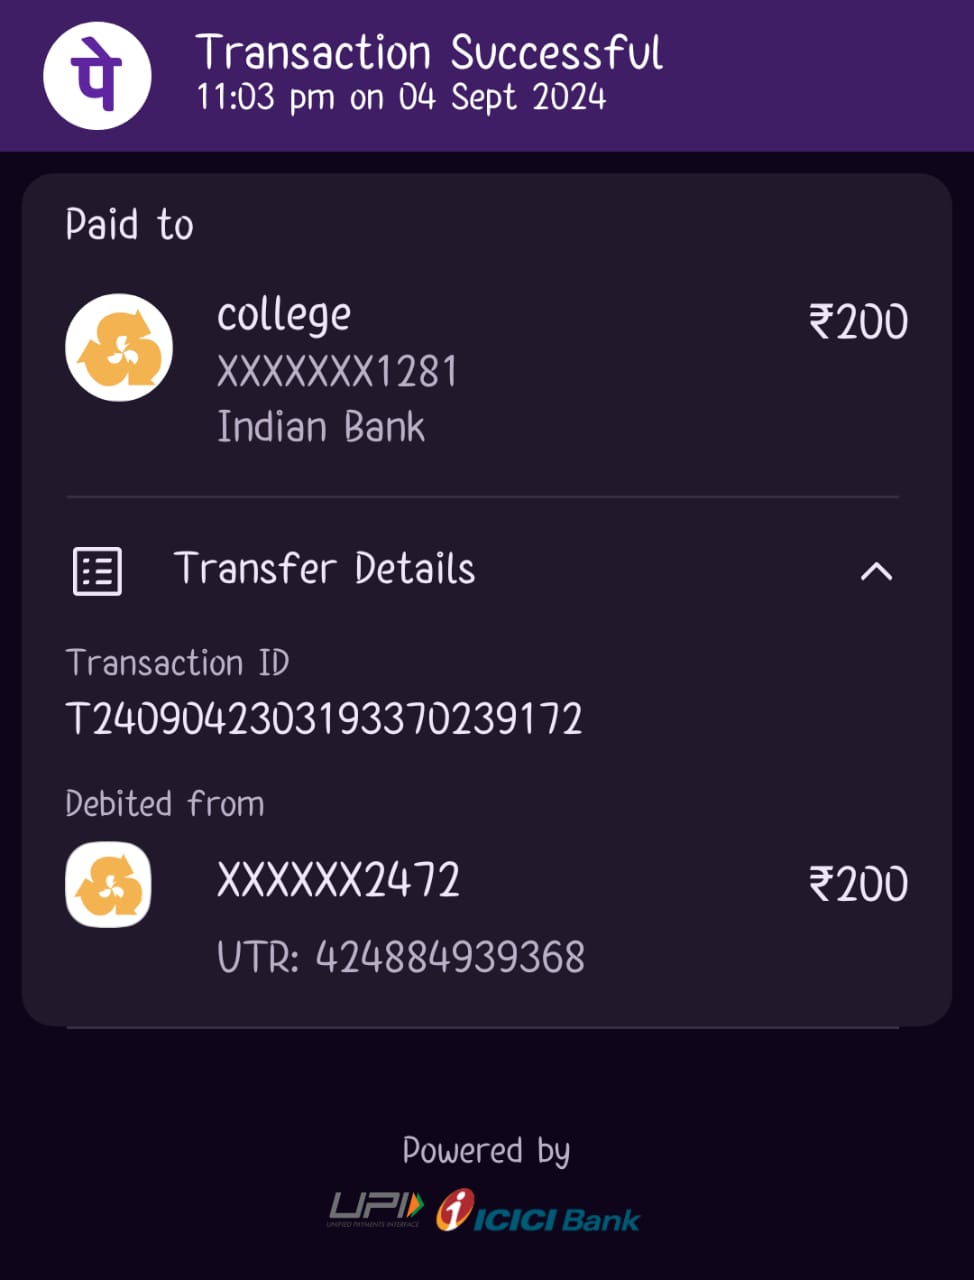 पे
Transaction Successful
11:03 pm on 04 Sept 2024
Paid to
college
₹200
XXXXXXX1281
Indian Bank
Transfer Details
Transaction ID
T2409042303193370239172
Debited from
XXXXXX2472
₹200
UTR: 424884939368
Powered by
UPI
UNIFIED PAYMENTS INTERFACE
i ICICI Bank